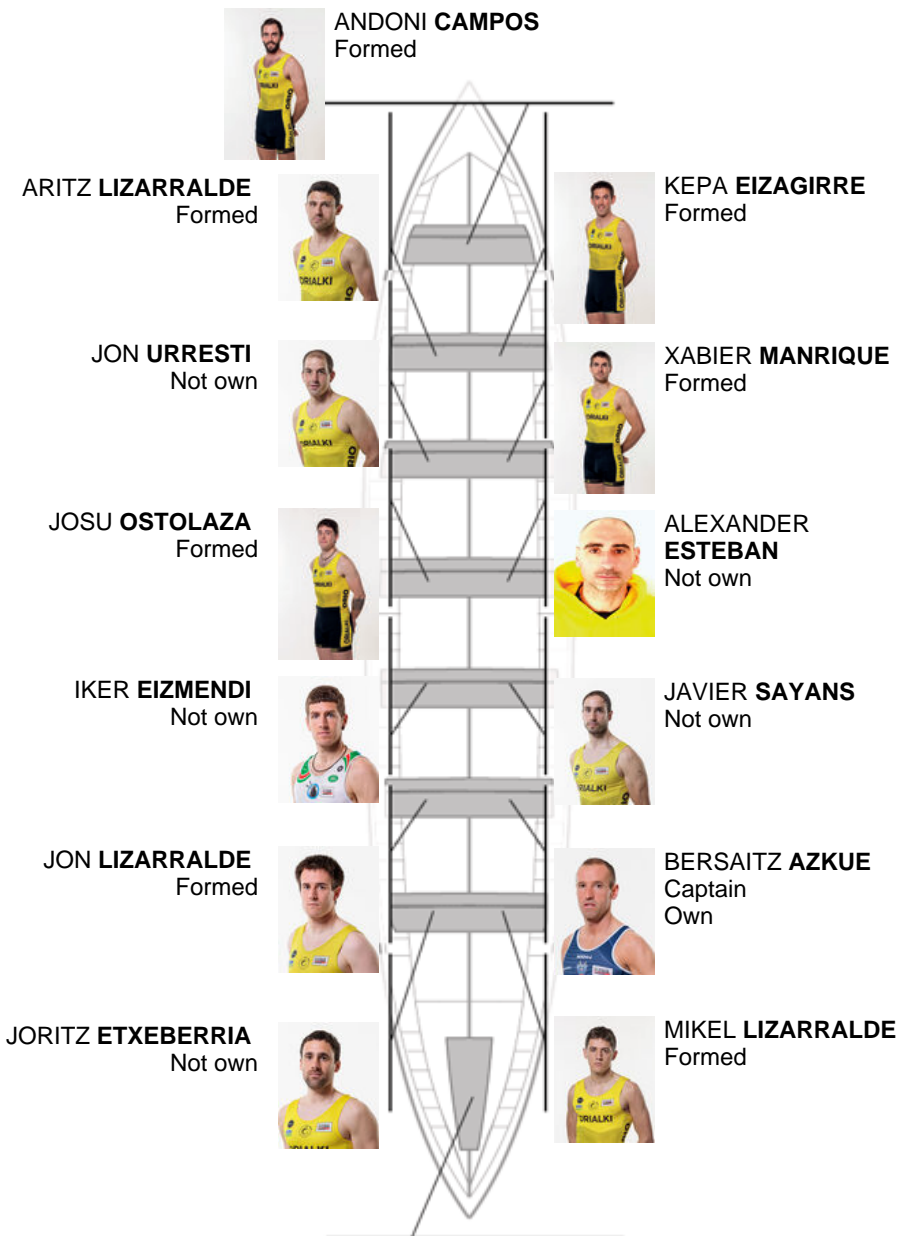 ANDONI CAMPOS
Formed
ARITZ LIZARRALDE
Formed
KEPA EIZAGIRRE
Formed
JON URRESTI
Not own
XABIER MANRIQUE
Formed
JOSU OSTOLAZA
Formed
ALEXANDER
ESTEBAN
Not own
IKER EIZMENDI
Not own
JAVIER SAYANS
Not own
JON LIZARRALDE
Formed
BERSAITZ AZKUE
Captain
Own
JORITZ ETXEBERRIA
Not own
MIKEL LIZARRALDE
Formed